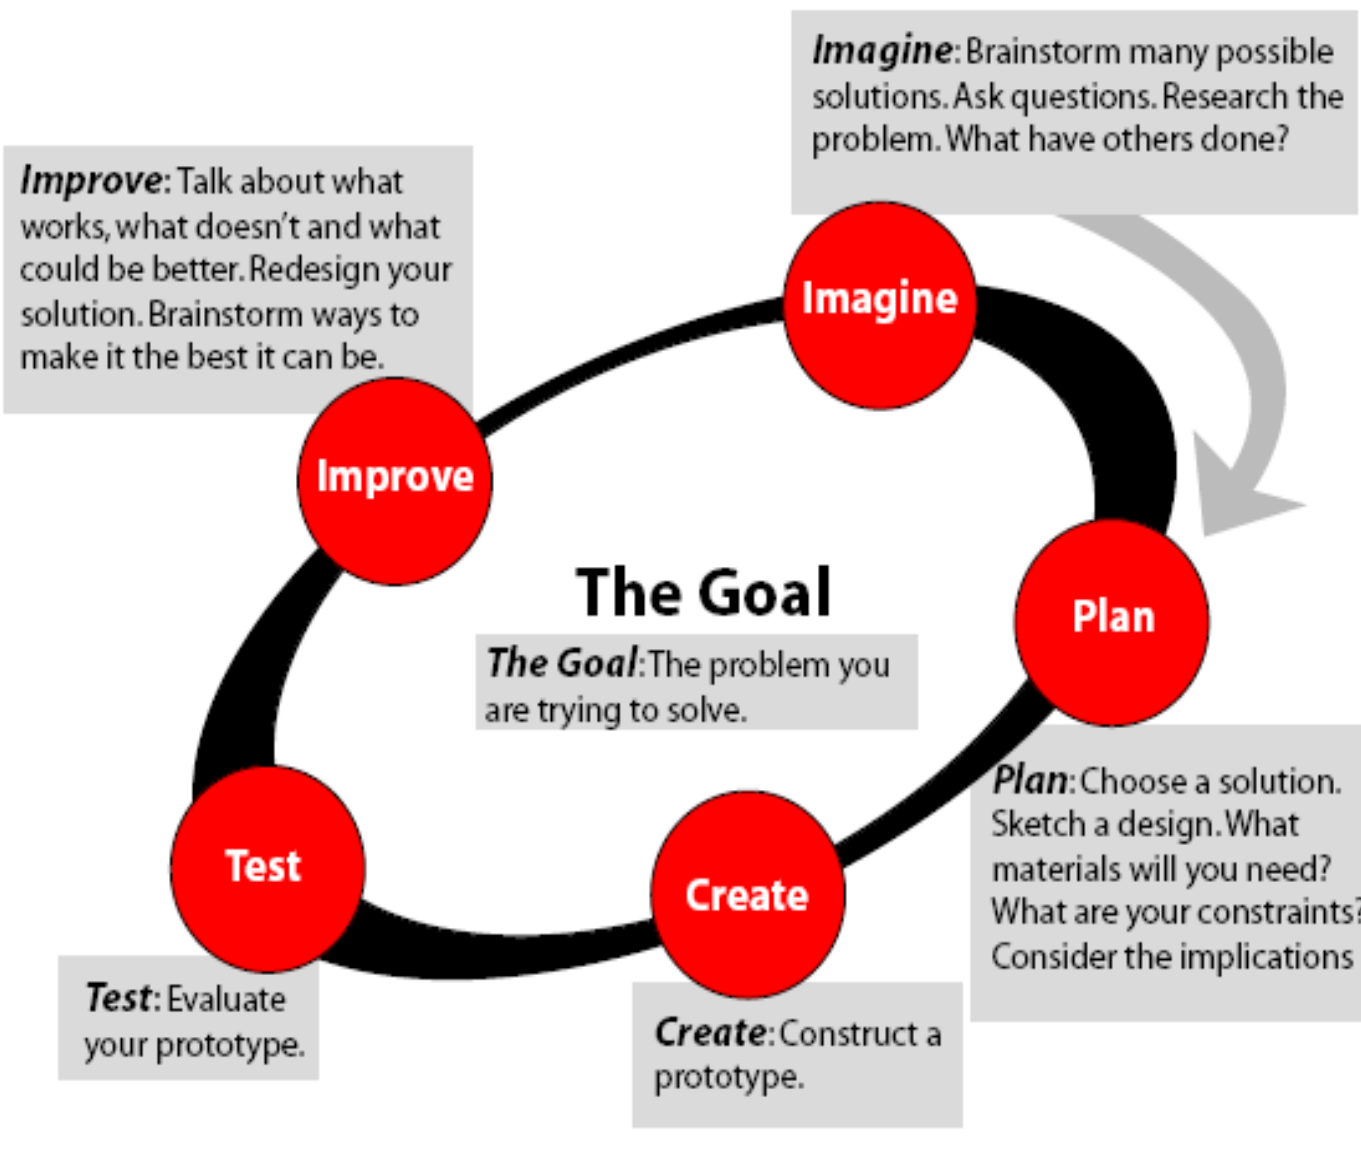 Imagine: Brainstorm many possible
solutions. Ask questions. Research the
problem. What have others done?
Improve: Talk about what
works, what doesn't and what
could be better. Redesign your
solution. Brainstorm ways to
make it the best it can be.
Imagine
Improve
The Goal
Plan
The Goal: The problem you
are trying to solve.
Plan: Choose a solution.
Sketch a design. What
materials will you need?
What are your constraints?
Consider the implications
Test
Create
Test: Evaluate
your prototype.
Create: Construct a
prototype.